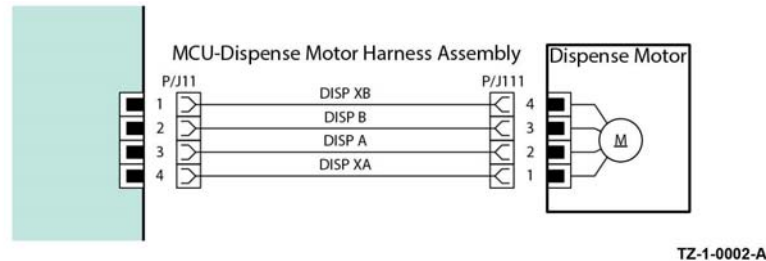 MCU-Dispense Motor Harness Assembly
Dispense Motor
P/J11
P/J111
1 DISP XB 4
2 DISP B 3
3 DISP A 2
4 DISP XA 1
M
TZ-1-0002-A